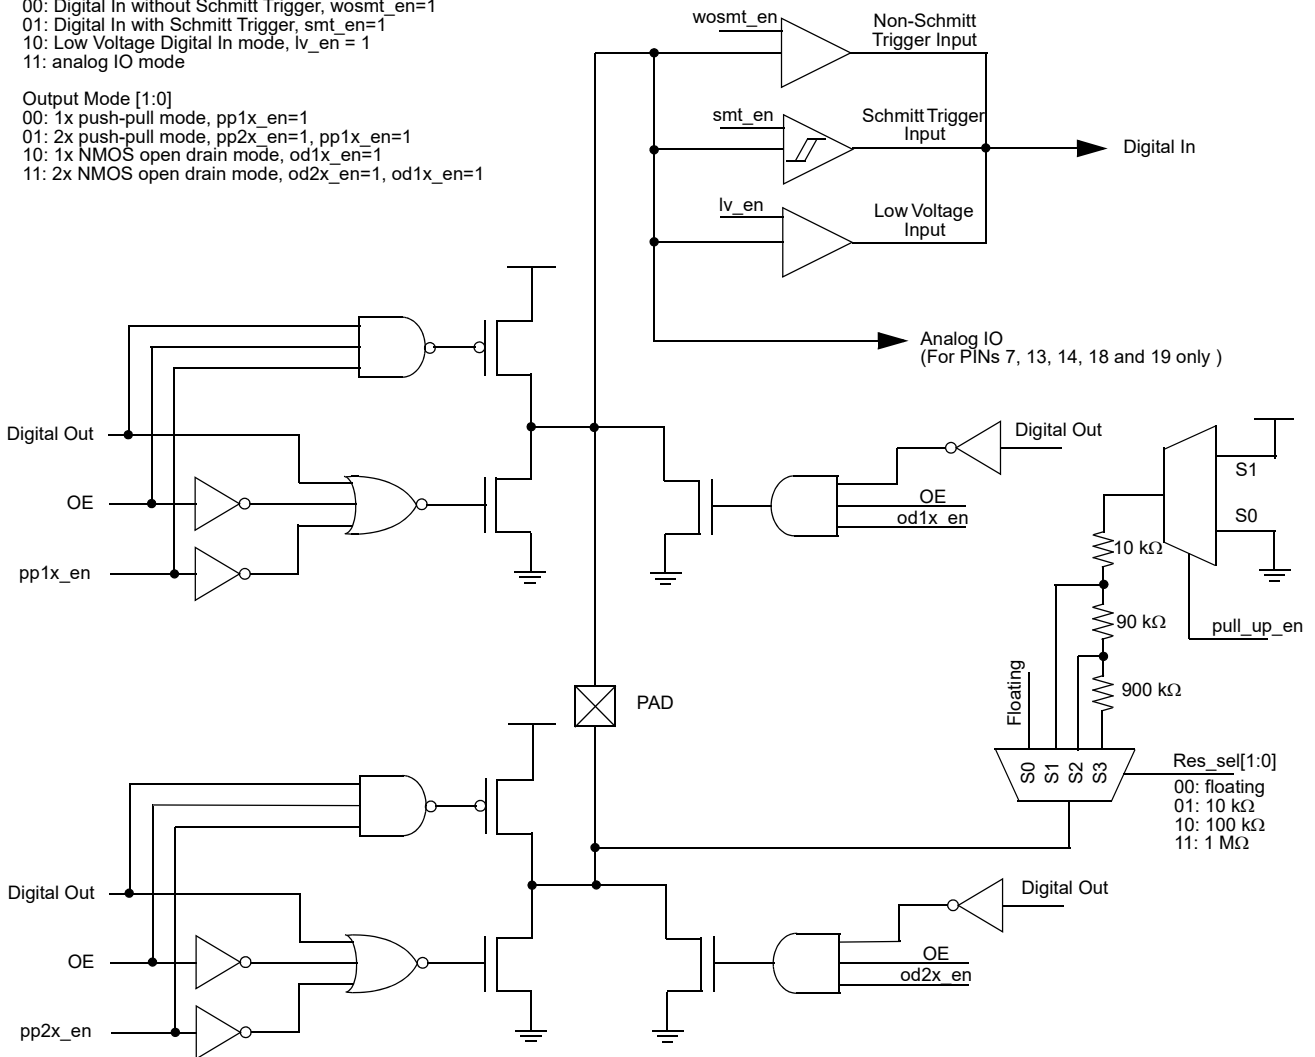 00: Digital In without Schmitt Trigger, wosmt_en=1
01: Digital In with Schmitt Trigger, smt_en=1
10: Low Voltage Digital In mode, lv_en = 1
11: analog IO mode
Output Mode [1:0]
00: 1x push-pull mode, pp1x_en=1
01: 2x push-pull mode, pp2x_en=1, pp1x_en=1
10: 1x NMOS open drain mode, od1x_en=1
11: 2x NMOS open drain mode, od2x_en=1, od1x_en=1
wosmt_en
Non-Schmitt
Trigger Input
smt_en
Schmitt Trigger
Input
Digital In
lv_en
Low Voltage
Input
Analog IO
(For PINs 7, 13, 14, 18 and 19 only )
Digital Out
OE
pp1x_en
Digital Out
OE
od1x_en
S1
S0
10 kΩ
90 kΩ
900 kΩ
pull_up_en
Floating
S0
S1
S2
S3
Res_sel[1:0]
00: floating
01: 10 kΩ
10: 100 kΩ
11: 1 MΩ
PAD
Digital Out
OE
pp2x_en
Digital Out
OE
od2x_en